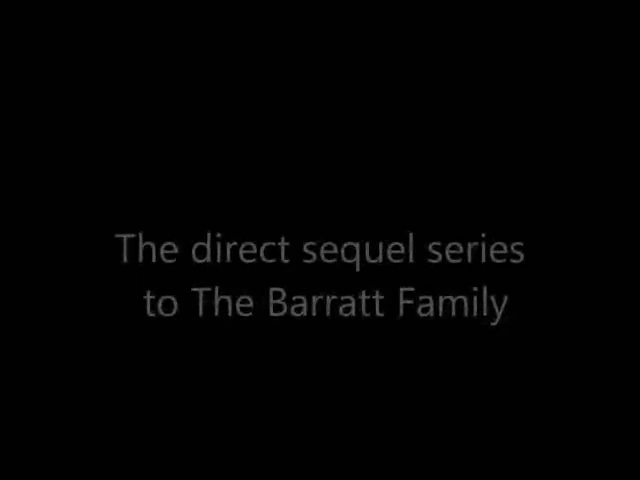 The direct sequel series
to The Barratt Family